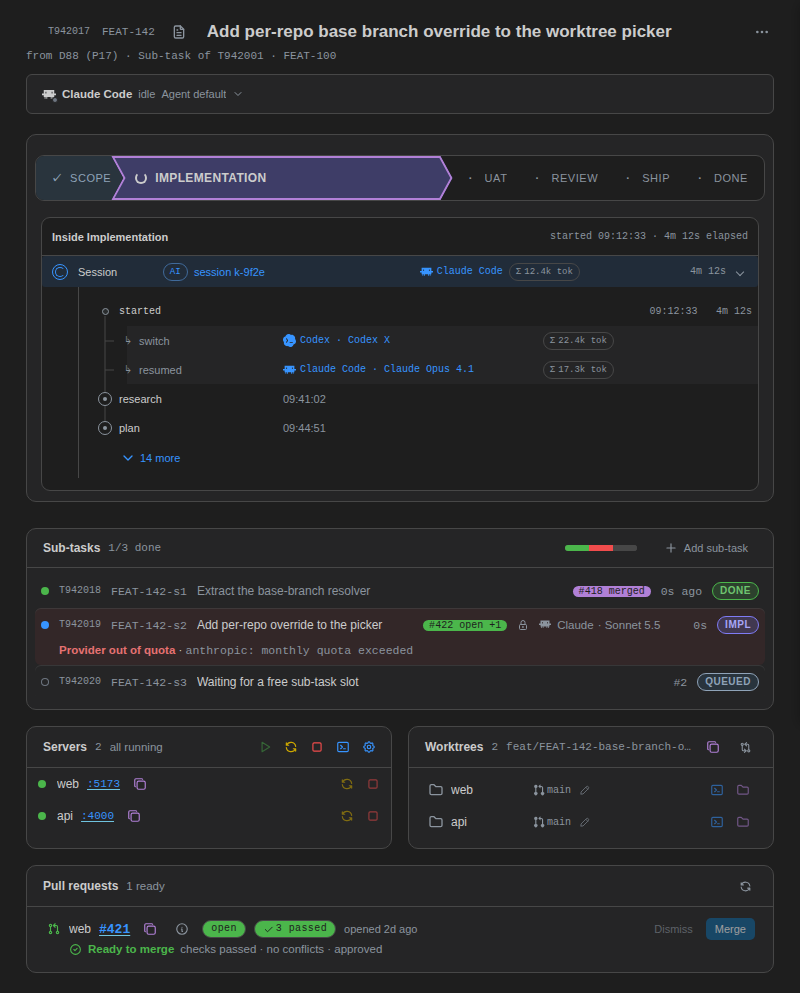 T942017 FEAT-142 Add per-repo base branch override to the worktree picker
from D88 (P17) · Sub-task of T942001 · FEAT-100
Claude Code idle Agent default
SCOPE IMPLEMENTATION · UAT · REVIEW · SHIP · DONE
Inside Implementation started 09:12:33 · 4m 12s elapsed
Session AI session k-9f2e Claude Code Σ 12.4k tok 4m 12s
started 09:12:33 4m 12s
↳ switch Codex · Codex X Σ 22.4k tok
↳ resumed Claude Code · Claude Opus 4.1 Σ 17.3k tok
research 09:41:02
plan 09:44:51
14 more
Sub-tasks 1/3 done Add sub-task
T942018 FEAT-142-s1 Extract the base-branch resolver #418 merged 0s ago DONE
T942019 FEAT-142-s2 Add per-repo override to the picker #422 open +1 Claude · Sonnet 5.5 0s IMPL
Provider out of quota · anthropic: monthly quota exceeded
T942020 FEAT-142-s3 Waiting for a free sub-task slot #2 QUEUED
Servers 2 all running
web :5173
api :4000
Worktrees 2 feat/FEAT-142-base-branch-o…
web main
api main
Pull requests 1 ready
web #421 open 3 passed opened 2d ago Dismiss Merge
Ready to merge checks passed · no conflicts · approved